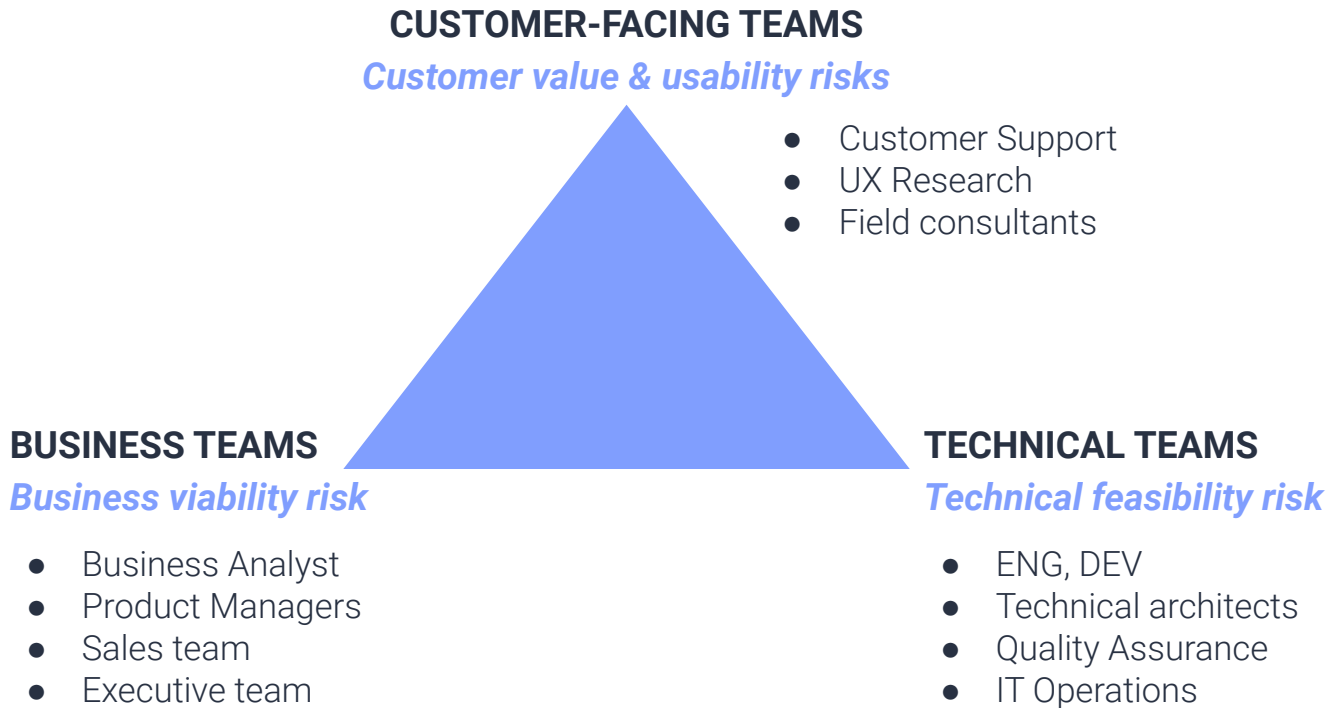 CUSTOMER-FACING TEAMS
Customer value & usability risks
● Customer Support
● UX Research
● Field consultants
BUSINESS TEAMS
Business viability risk
● Business Analyst
● Product Managers
● Sales team
● Executive team
TECHNICAL TEAMS
Technical feasibility risk
● ENG, DEV
● Technical architects
● Quality Assurance
● IT Operations